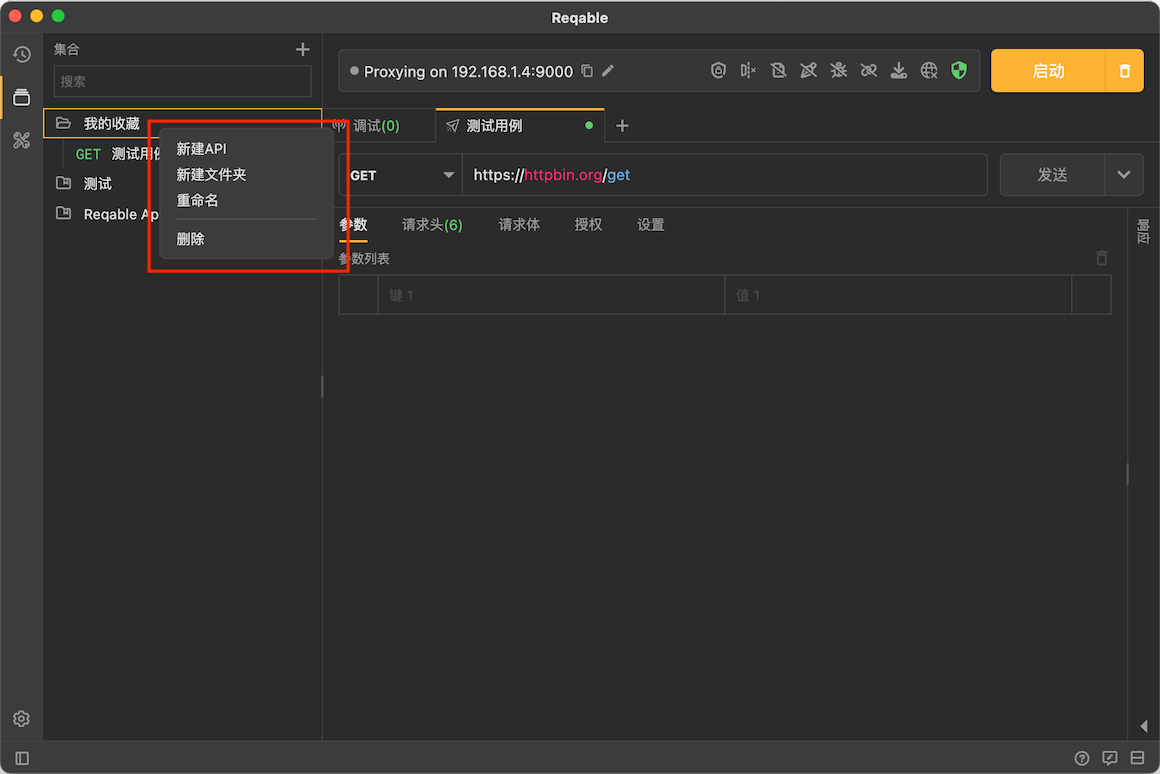 Reqable
集合
搜索
我的收藏
GET 测试用例
测试
Reqable Ap
新建API
新建文件夹
重命名
删除
Proxying on 192.168.1.4:9000
启动
调试(0)
测试用例
GET
https://httpbin.org/get
发送
参数
请求头(6)
请求体
授权
设置
参数列表
键 1
值 1
响应